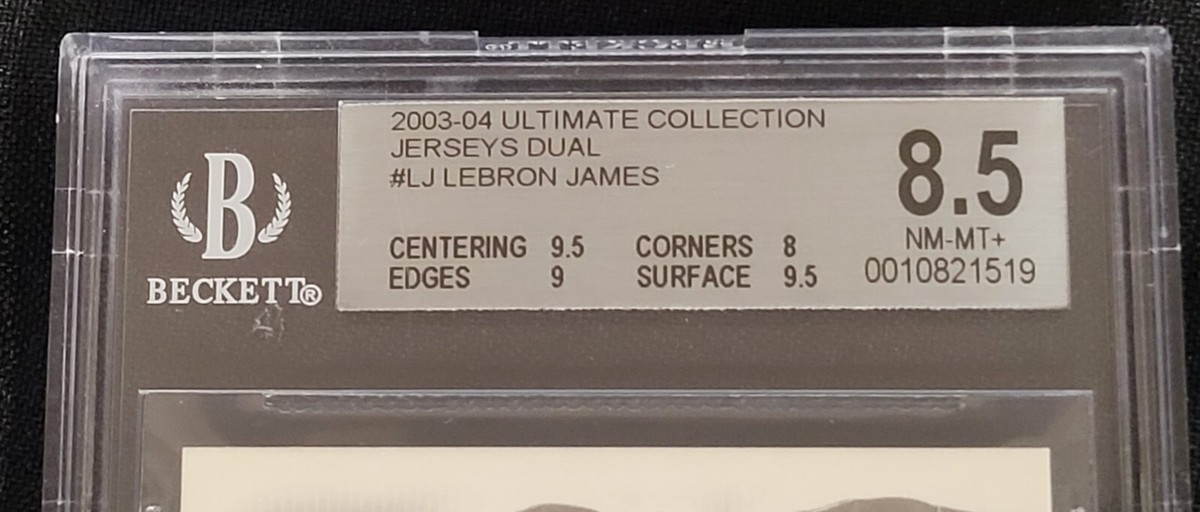 2003-04 ULTIMATE COLLECTION
JERSEYS DUAL
#LJ LEBRON JAMES
8.5
NM-MT+
0010821519
CENTERING 9.5 CORNERS 8
EDGES 9 SURFACE 9.5
B
BECKETT®